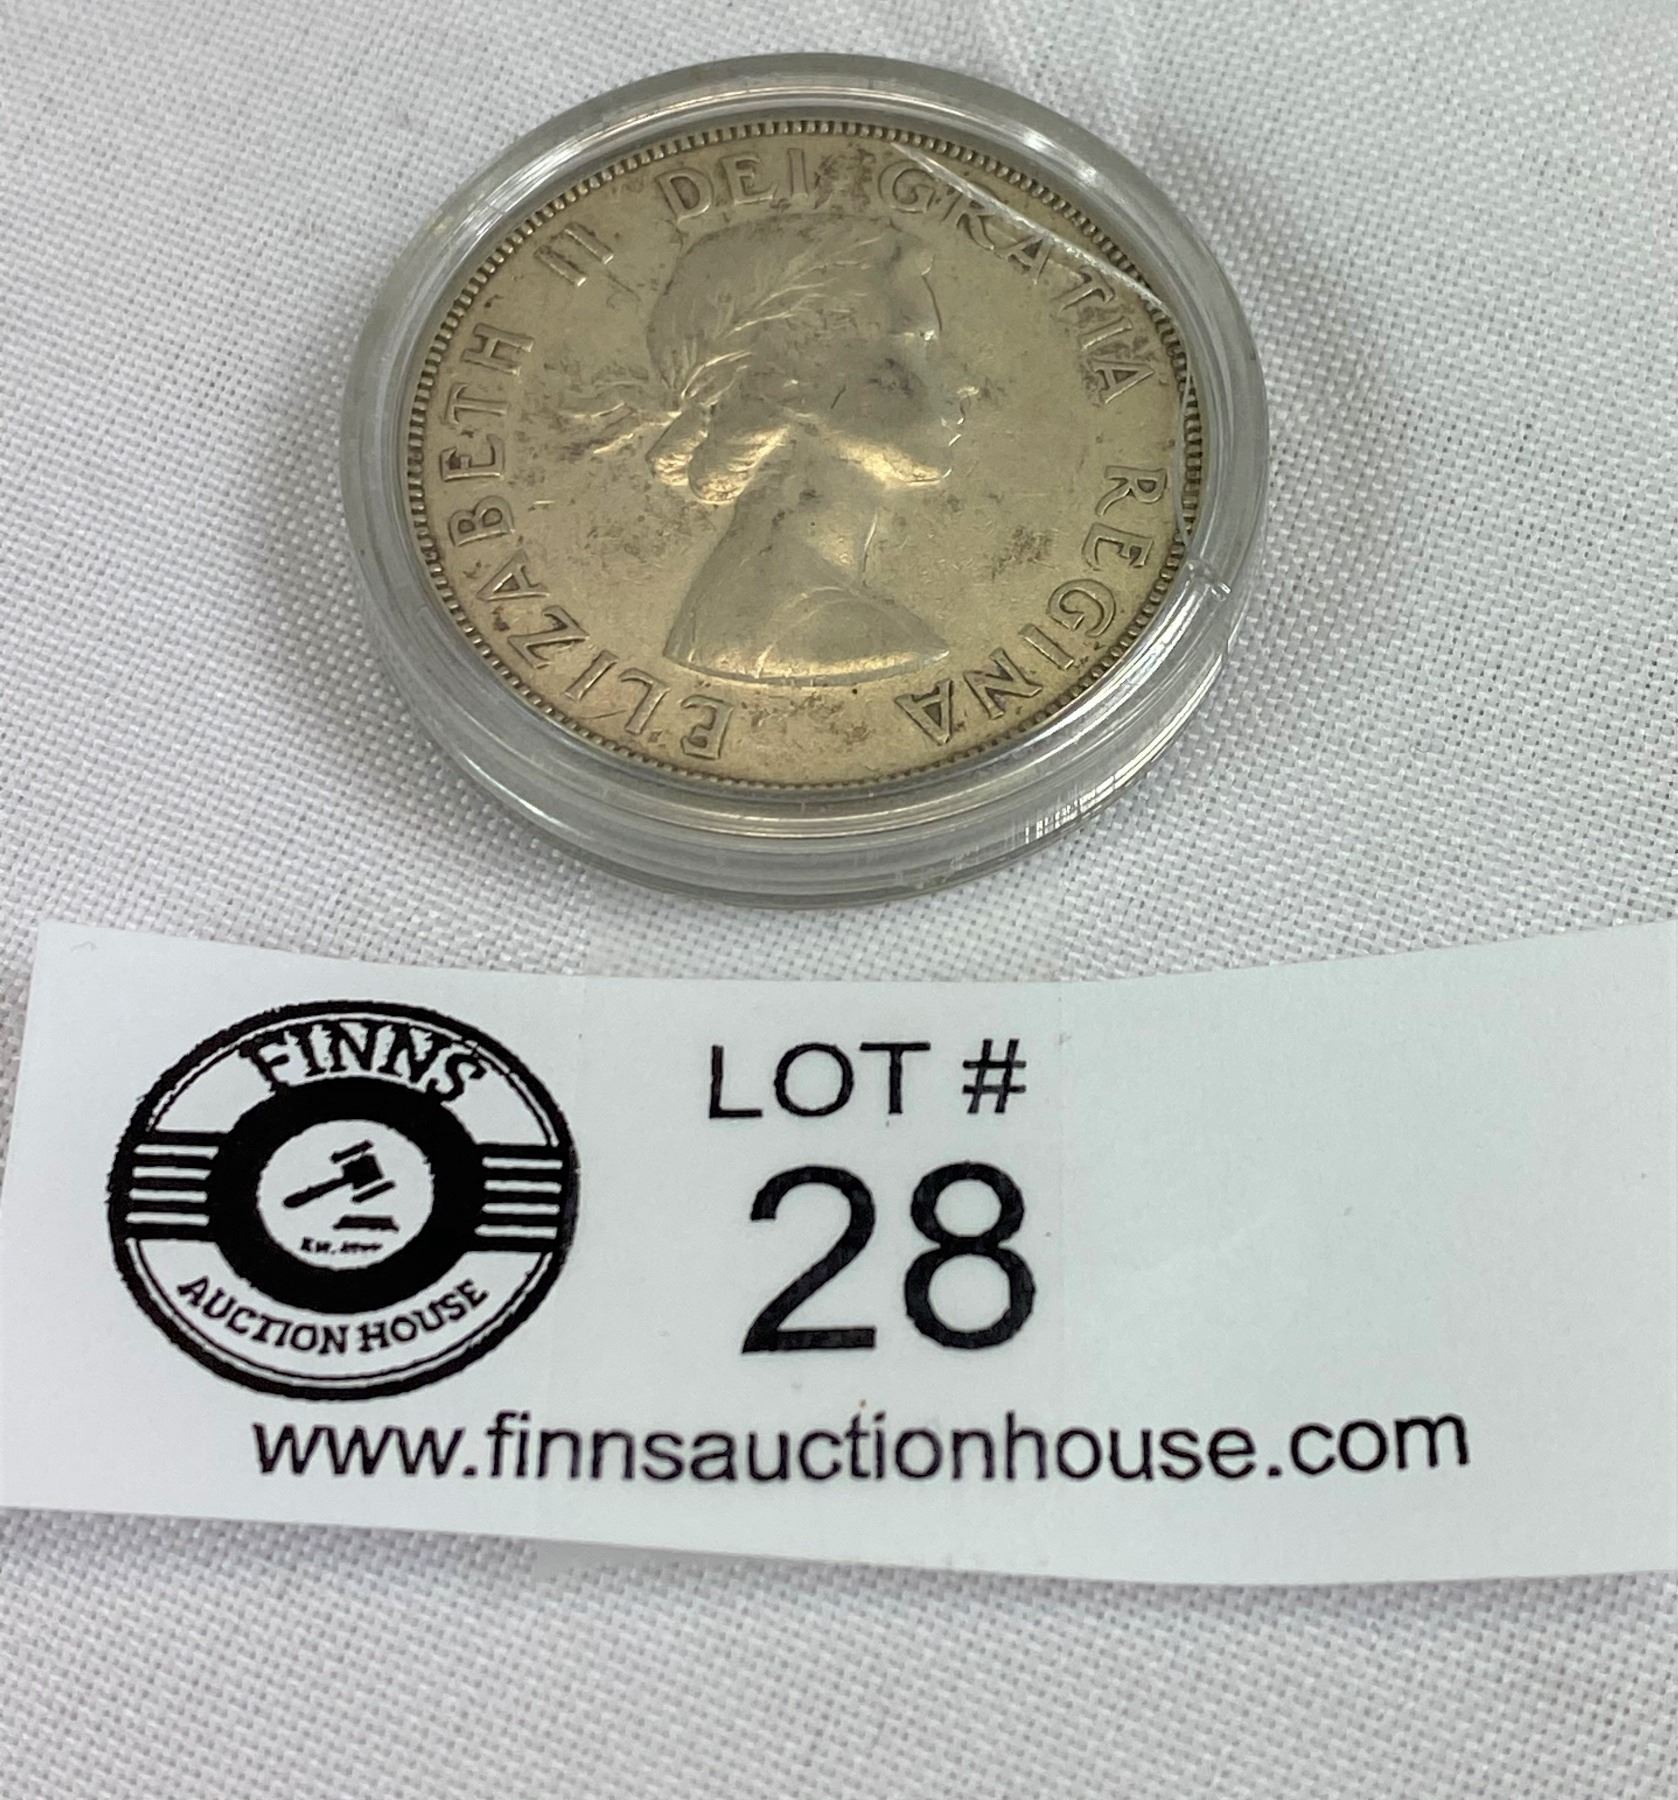 ELIZABETH II DEI GRATIA REGINA
FINNS
AUCTION HOUSE
LOT #
28
www.finnsauctionhouse.com